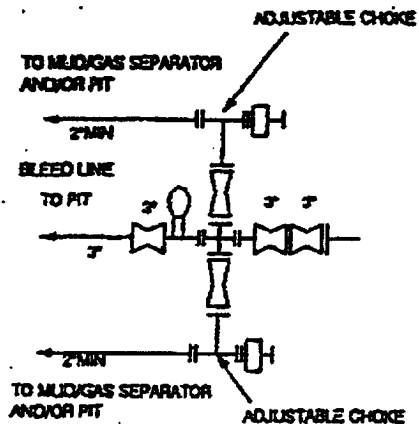 ADJUSTABLE CHOKE
TO MUD/GAS SEPARATOR
AND/OR PIT
2"MIN
BLEED LINE
TO PIT
3"
3" 3"
3"
2"MIN
TO MUD/GAS SEPARATOR
AND/OR PIT
ADJUSTABLE CHOKE